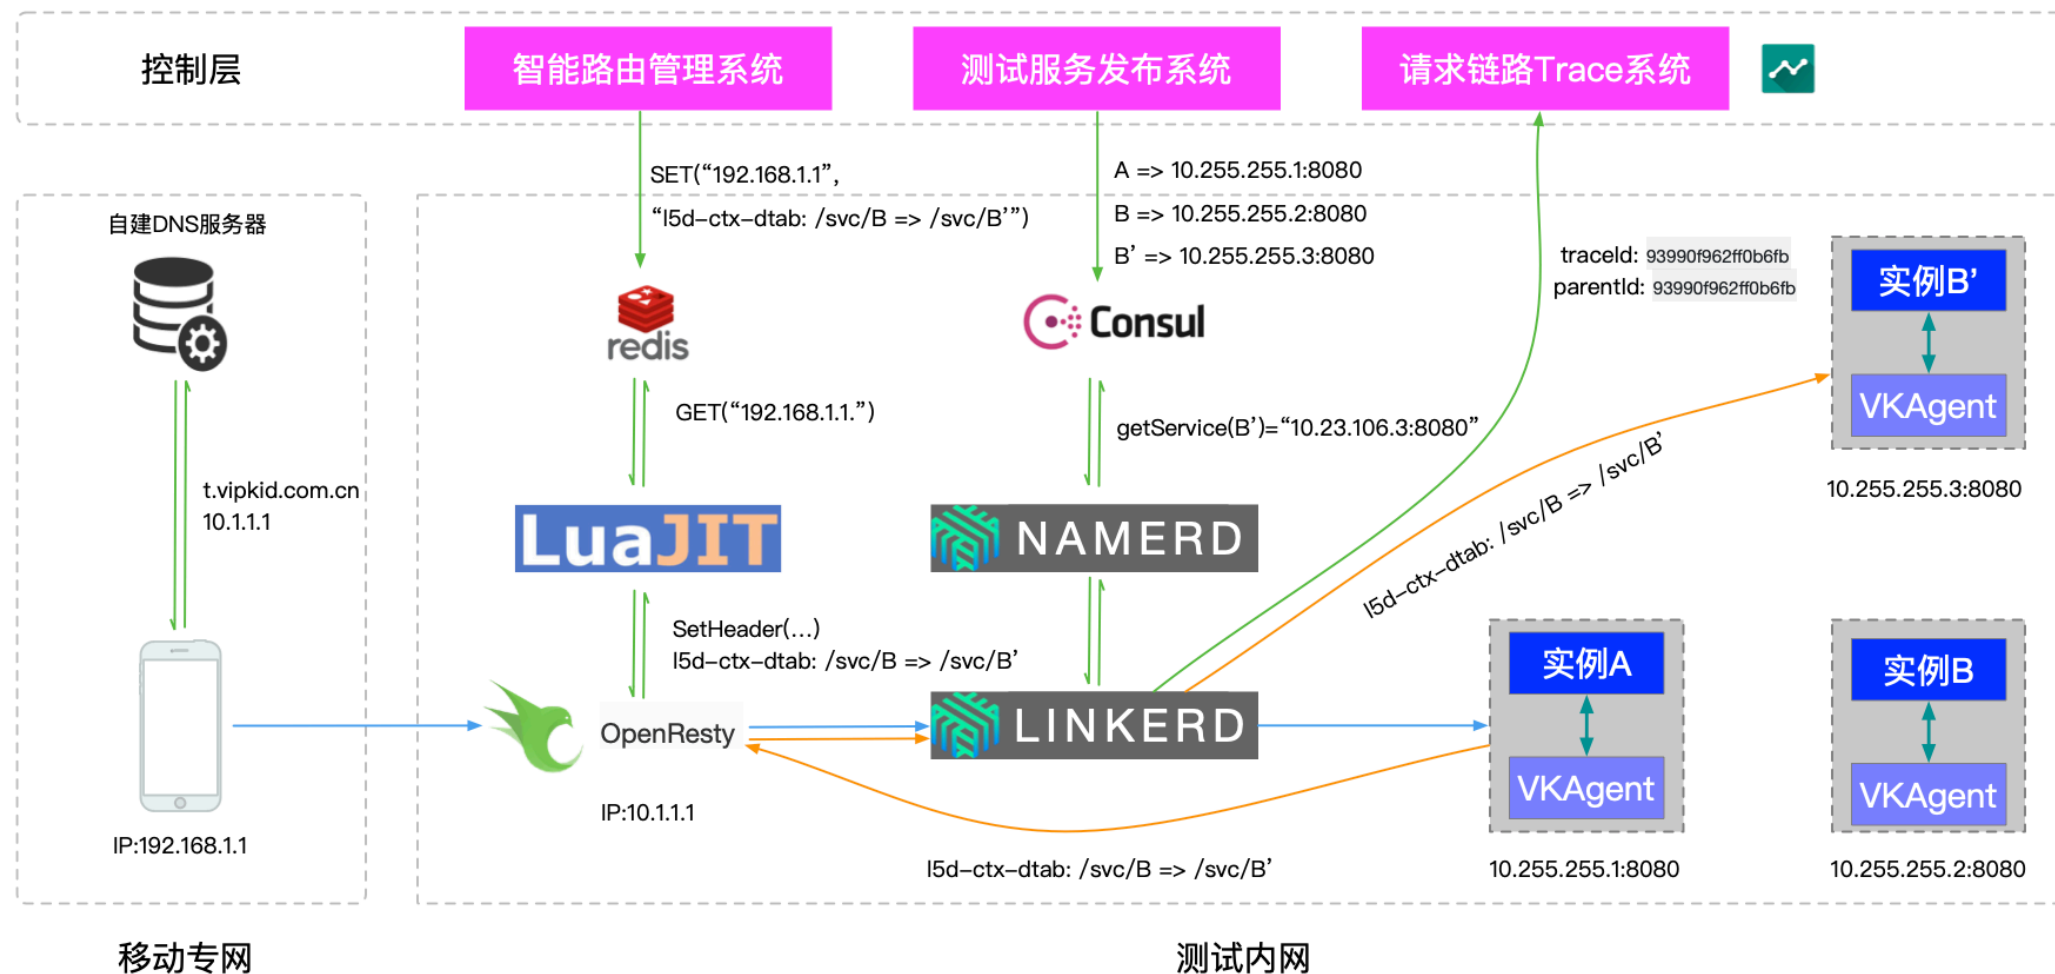 控制层
智能路由管理系统
测试服务发布系统
请求链路Trace系统
SET(“192.168.1.1”,
“l5d-ctx-dtab: /svc/B => /svc/B’”)
A => 10.255.255.1:8080
B => 10.255.255.2:8080
B’ => 10.255.255.3:8080
traceId: 93990f962ff0b6fb
parentId: 93990f962ff0b6fb
自建DNS服务器
redis
Consul
实例B’
VKAgent
10.255.255.3:8080
GET(“192.168.1.1.”)
getService(B’)=“10.23.106.3:8080”
t.vipkid.com.cn
10.1.1.1
LuaJIT
NAMERD
l5d-ctx-dtab: /svc/B => /svc/B’
SetHeader(...)
l5d-ctx-dtab: /svc/B => /svc/B’
OpenResty
LINKERD
IP:10.1.1.1
IP:192.168.1.1
l5d-ctx-dtab: /svc/B => /svc/B’
实例A
VKAgent
10.255.255.1:8080
实例B
VKAgent
10.255.255.2:8080
移动专网
测试内网